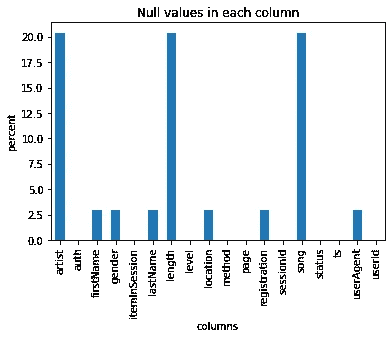 Null values in each column
percent
20.0
17.5
15.0
12.5
10.0
7.5
5.0
2.5
0.0
artist
auth
firstName
gender
itemInSession
lastName
length
level
location
method
page
registration
sessionId
song
status
ts
userAgent
userId
columns